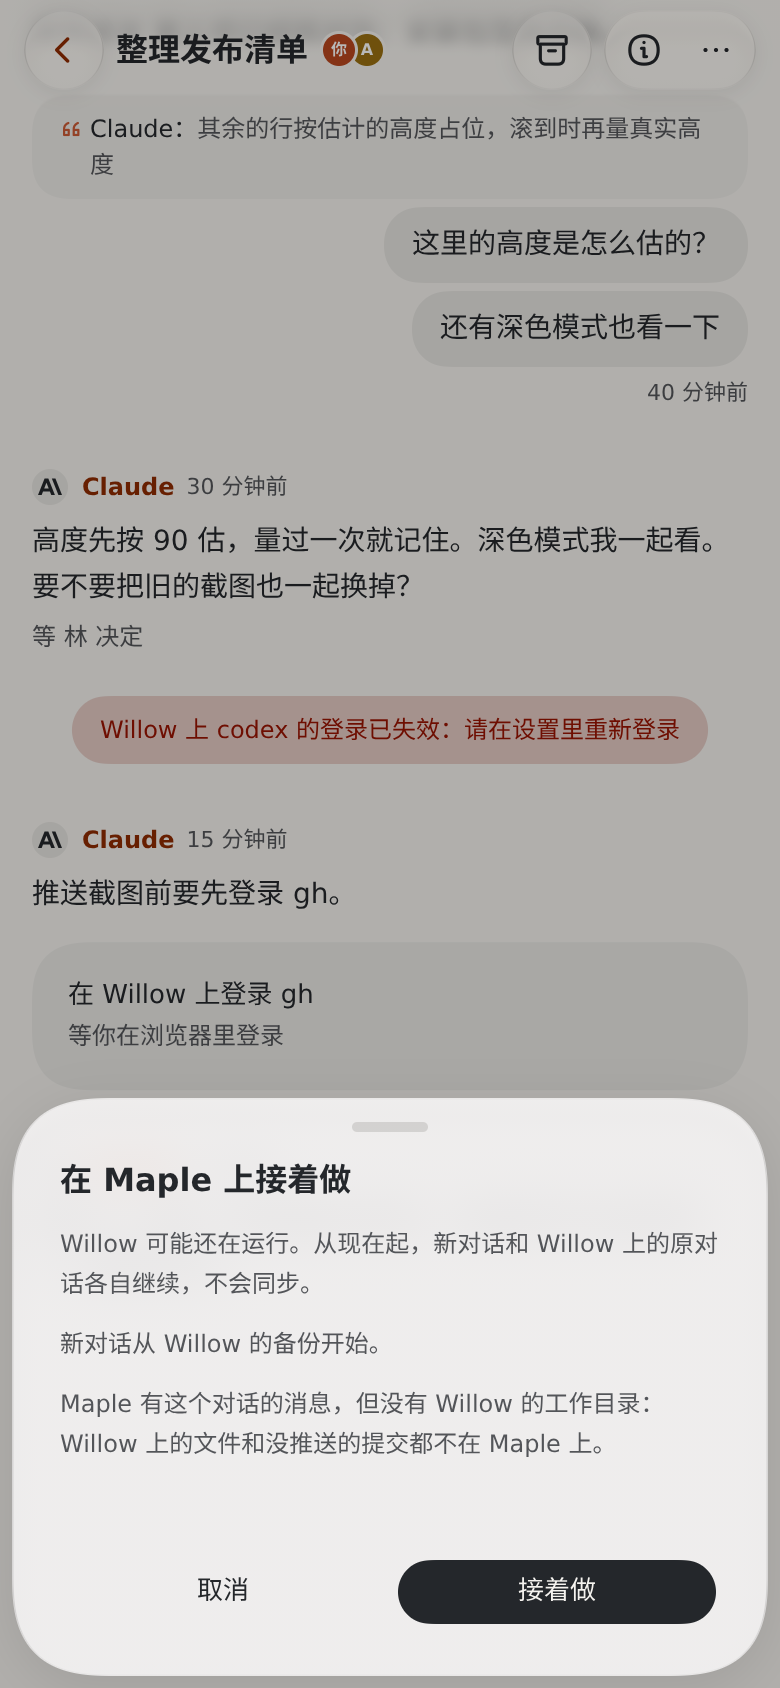 整理发布清单
你 A
Claude：其余的行按估计的高度占位，滚到时再量真实高
度
这里的高度是怎么估的？
还有深色模式也看一下
40 分钟前
Claude 30 分钟前
高度先按 90 估，量过一次就记住。深色模式我一起看。
要不要把旧的截图也一起换掉？
等 林 决定
Willow 上 codex 的登录已失效：请在设置里重新登录
Claude 15 分钟前
推送截图前要先登录 gh。
在 Willow 上登录 gh
等你在浏览器里登录
在 Maple 上接着做
Willow 可能还在运行。从现在起，新对话和 Willow 上的原对
话各自继续，不会同步。
新对话从 Willow 的备份开始。
Maple 有这个对话的消息，但没有 Willow 的工作目录：
Willow 上的文件和没推送的提交都不在 Maple 上。
取消
接着做